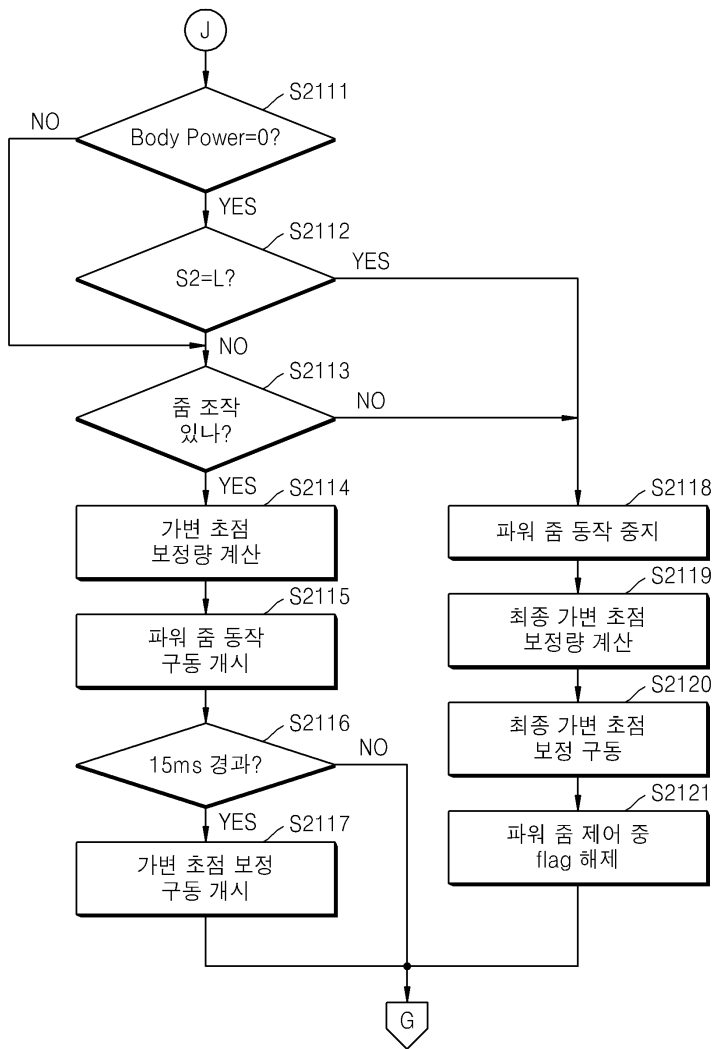 J
S2111
NO
Body Power=0?
YES
S2112
YES
S2=L?
NO
S2113
NO
줌 조작
있나?
YES
S2114
가변 초점
보정량 계산
S2115
파워 줌 동작
구동 개시
S2116
NO
15ms 경과?
YES
S2117
가변 초점 보정
구동 개시
S2118
파워 줌 동작 중지
S2119
최종 가변 초점
보정량 계산
S2120
최종 가변 초점
보정 구동
S2121
파워 줌 제어 중
flag 해제
G